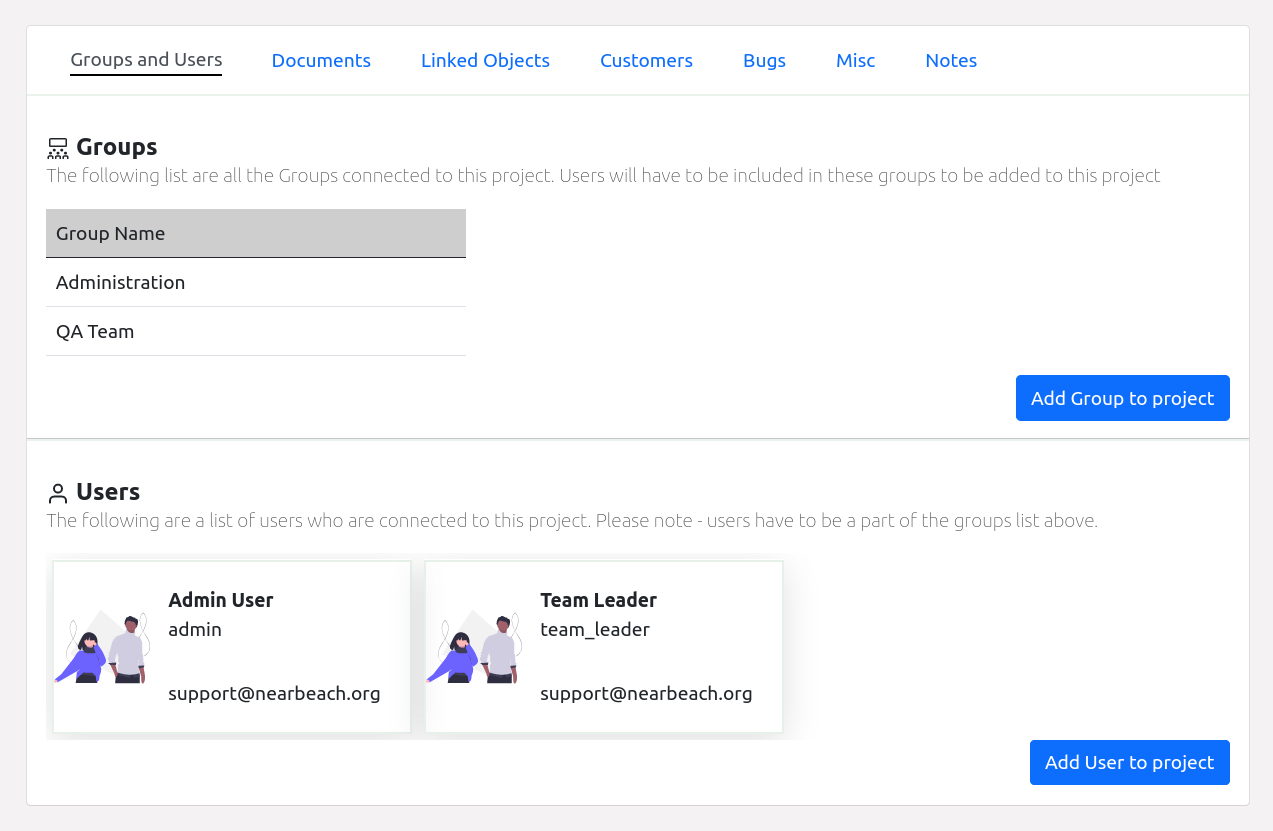 Groups and Users Documents Linked Objects Customers Bugs Misc Notes
Groups
The following list are all the Groups connected to this project. Users will have to be included in these groups to be added to this project
Group Name
Administration
QA Team
Add Group to project
Users
The following are a list of users who are connected to this project. Please note - users have to be a part of the groups list above.
Admin User
admin
support@nearbeach.org
Team Leader
team_leader
support@nearbeach.org
Add User to project